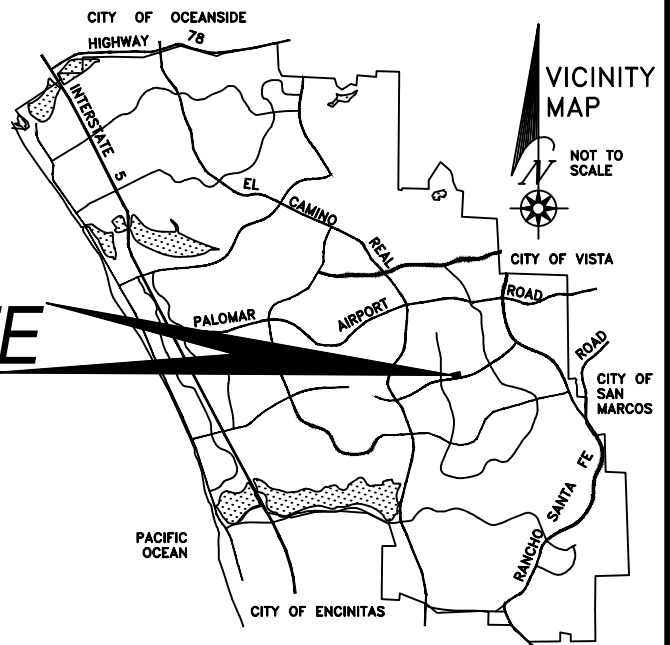 CITY OF OCEANSIDE
HIGHWAY 78
VICINITY
MAP
NOT TO
SCALE
N
INTERSTATE 5
EL CAMINO REAL
CITY OF VISTA
PALOMAR AIRPORT ROAD
E
CITY OF
SAN
MARCOS
RANCHO SANTA FE ROAD
PACIFIC
OCEAN
CITY OF ENCINITAS